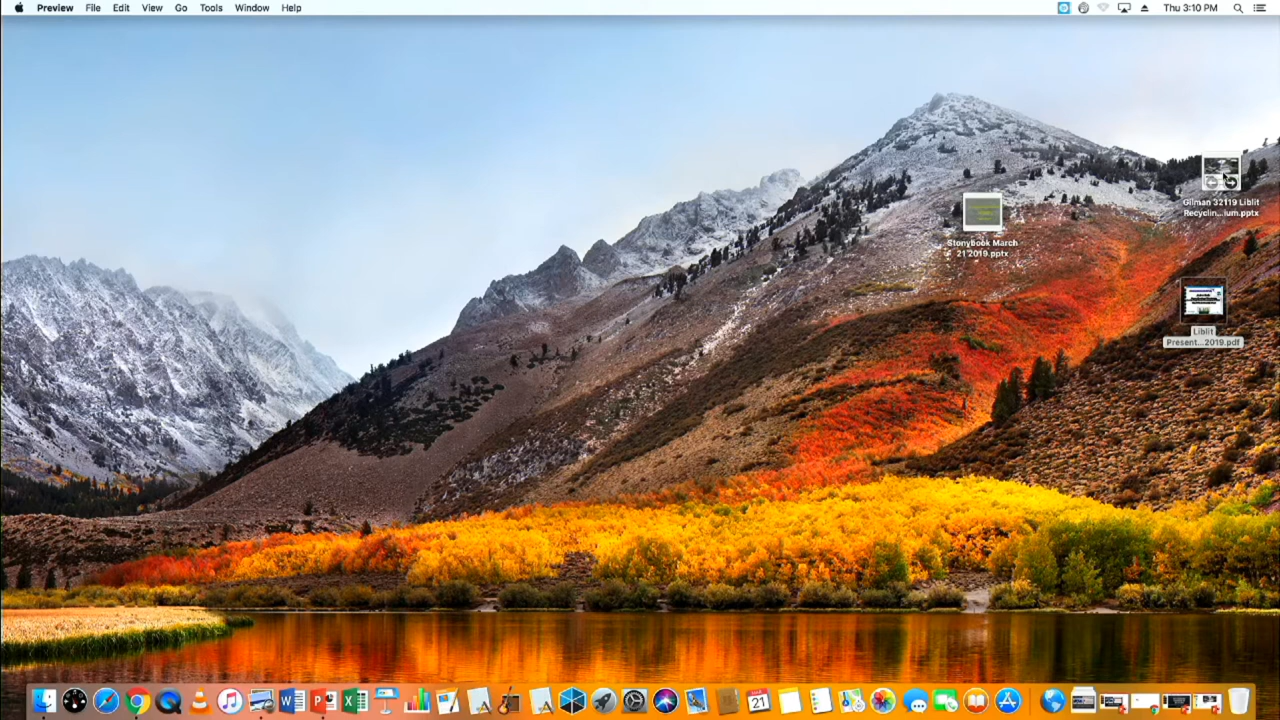 Preview File Edit View Go Tools Window Help Thu 3:10 PM
Gilman 32119 Liblit
Recyclin...ium.pptx
Stonybook March
21 2019.pptx
Liblit
Present...2019.pdf
21